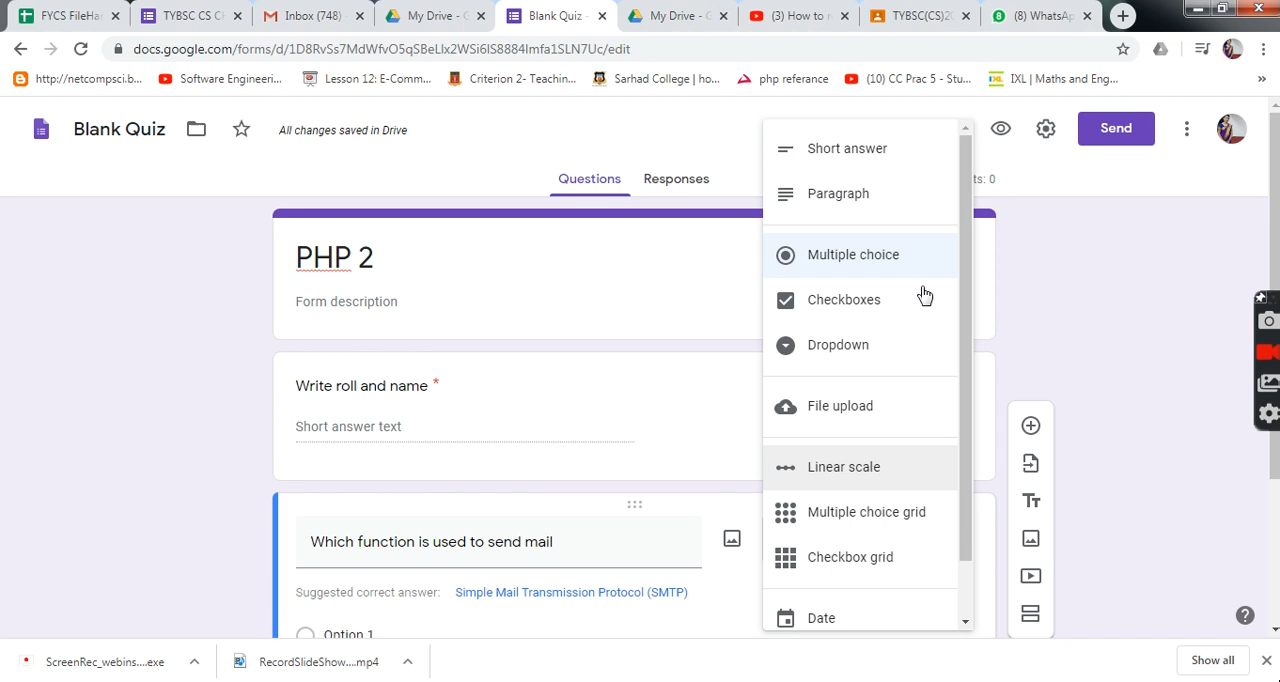 FYCS FileHa
TYBSC CS C
Inbox (748)
My Drive - G
Blank Quiz -
My Drive - G
(3) How to r
TYBSC(CS)20
(8) WhatsAp
docs.google.com/forms/d/1D8RvSs7MdWfvO5qSBeLlx2WSi6lS8884Imfa1SLN7Uc/edit
http://netcompsci.b...
Software Engineeri...
Lesson 12: E-Comm...
Criterion 2- Teachin...
Sarhad College | ho...
php referance
(10) CC Prac 5 - Stu...
IXL | Maths and Eng...
»
Blank Quiz
All changes saved in Drive
Send
Questions
Responses
ts: 0
PHP 2
Form description
Write roll and name *
Short answer text
Which function is used to send mail
Suggested correct answer:
Simple Mail Transmission Protocol (SMTP)
Option 1
Short answer
Paragraph
Multiple choice
Checkboxes
Dropdown
File upload
Linear scale
Multiple choice grid
Checkbox grid
Date
Tт
ScreenRec_webins....exe
RecordSlideShow....mp4
Show all